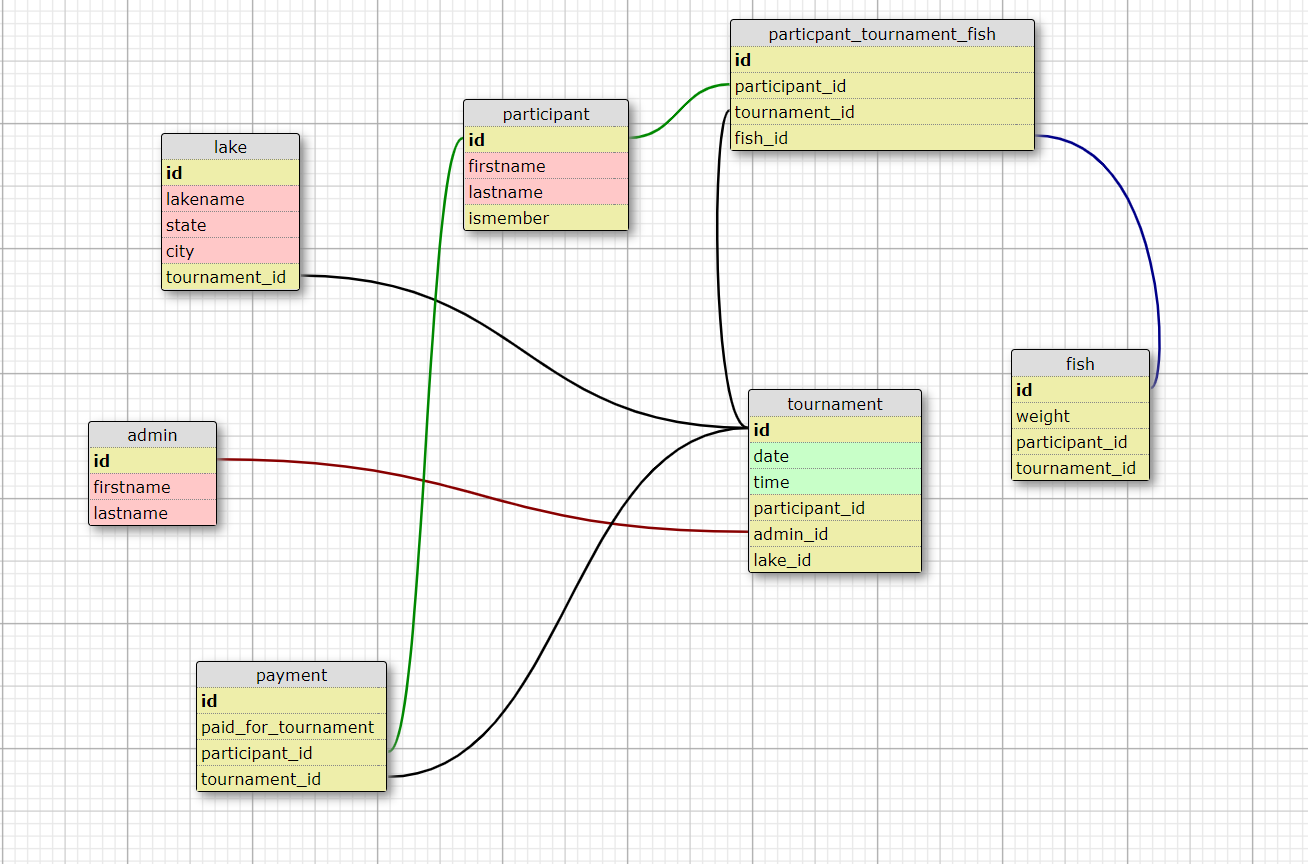 particpant_tournament_fish
id
participant_id
tournament_id
fish_id
participant
id
firstname
lastname
ismember
lake
id
lakename
state
city
tournament_id
fish
id
weight
participant_id
tournament_id
tournament
id
date
time
participant_id
admin_id
lake_id
admin
id
firstname
lastname
payment
id
paid_for_tournament
participant_id
tournament_id